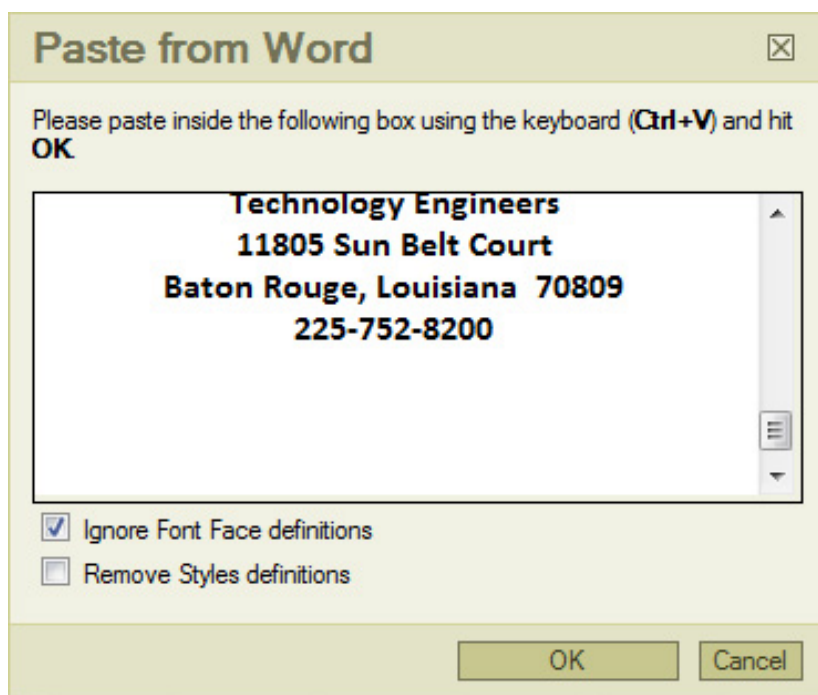 Paste from Word
Please paste inside the following box using the keyboard (Ctrl+V) and hit
OK.
Technology Engineers
11805 Sun Belt Court
Baton Rouge, Louisiana 70809
225-752-8200
Ignore Font Face definitions
Remove Styles definitions
OK
Cancel